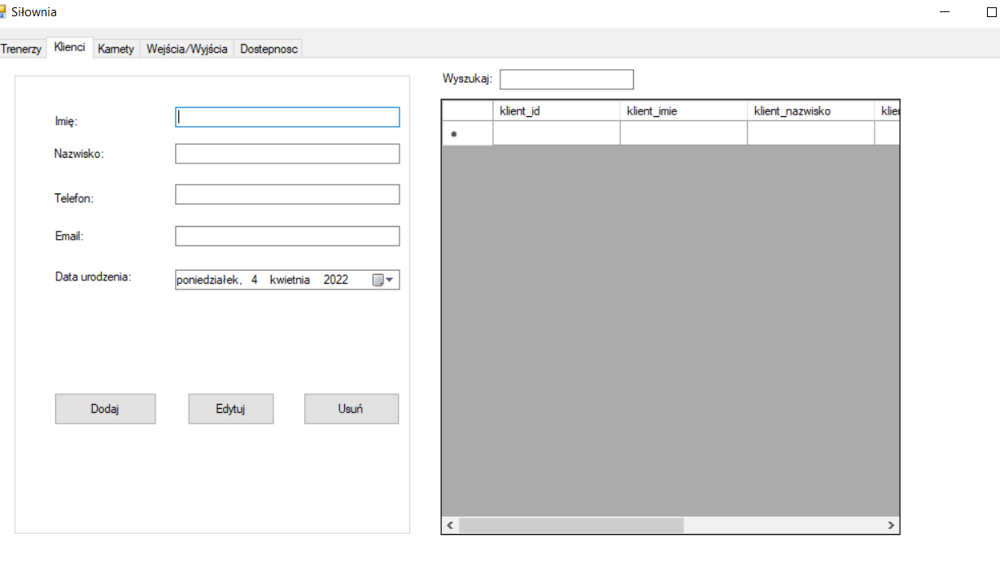 Siłownia
Trenerzy Klienci Karnety Wejścia/Wyjścia Dostepnosc
Imię:
Nazwisko:
Telefon:
Email:
Data urodzenia: poniedziałek, 4 kwietnia 2022
Dodaj Edytuj Usuń
Wyszukaj:
klient_id klient_imie klient_nazwisko klien